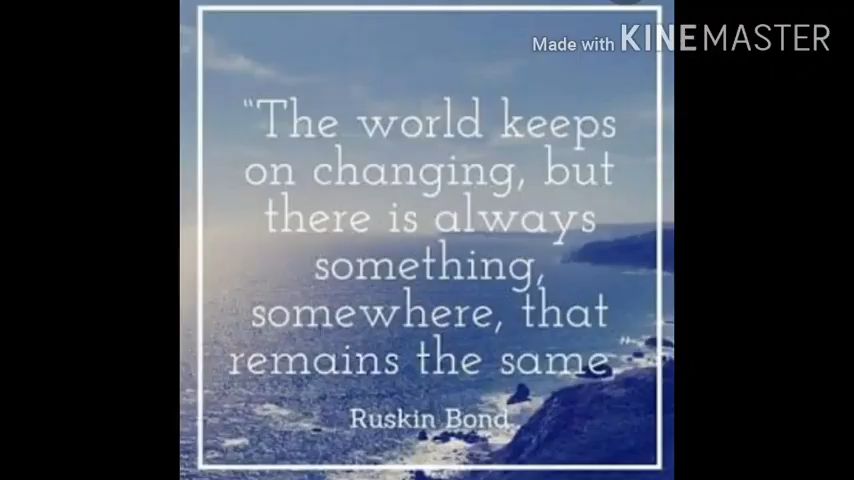 Made with KINEMASTER
“The world keeps
on changing, but
there is always
something,
somewhere, that
remains the same.”
Ruskin Bond